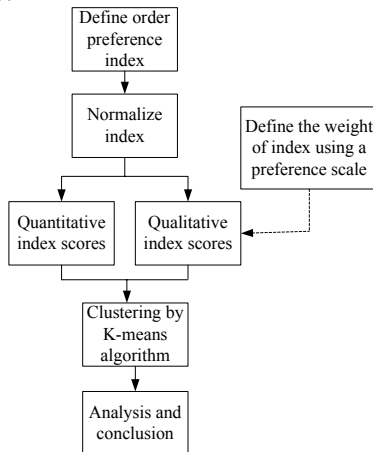 Define order
preference
index
Normalize
index
Define the weight
of index using a
preference scale
Quantitative
index scores
Qualitative
index scores
Clustering by
K-means
algorithm
Analysis and
conclusion